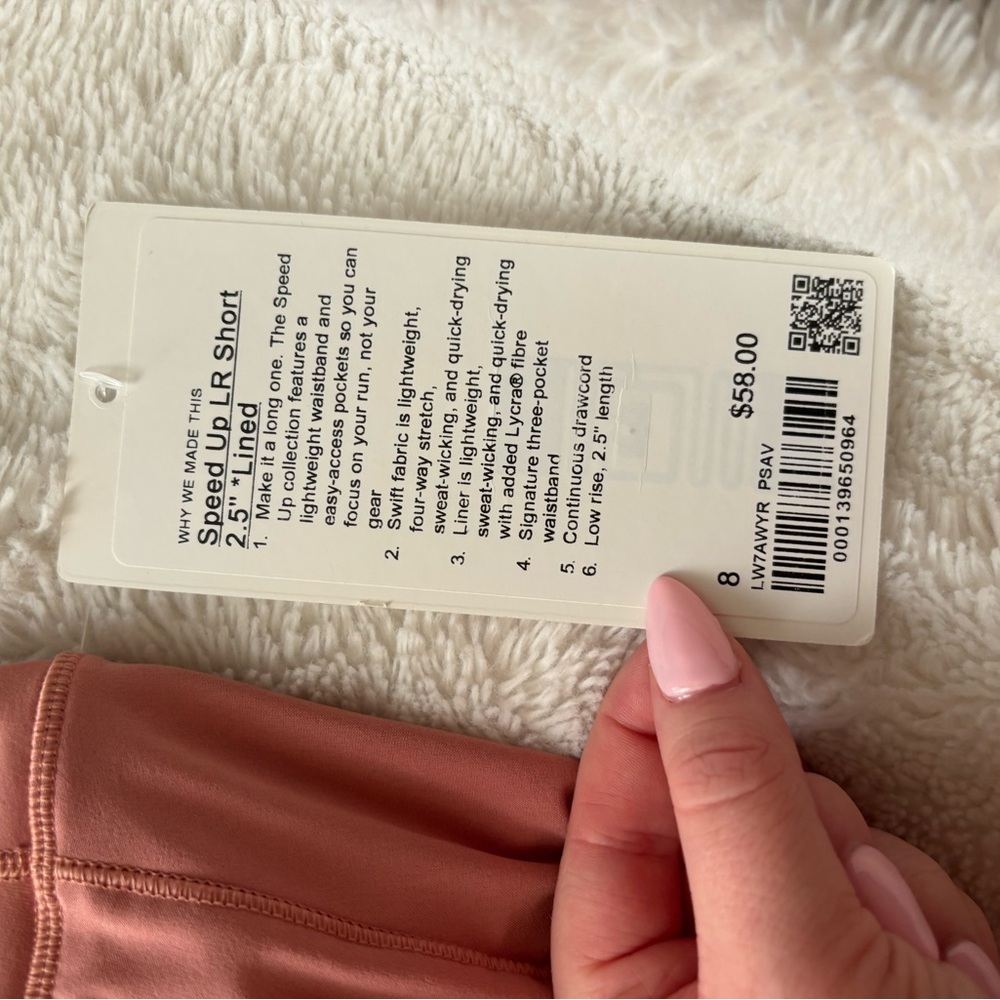 WHY WE MADE THIS
Speed Up LR Short
2.5" *Lined
1. Make it a long one. The Speed
Up collection features a
lightweight waistband and
easy-access pockets so you can
focus on your run, not your
gear
2. Swift fabric is lightweight,
four-way stretch,
sweat-wicking, and quick-drying
3. Liner is lightweight,
sweat-wicking, and quick-drying
with added Lycra® fibre
4. Signature three-pocket
waistband
5. Continuous drawcord
6. Low rise, 2.5" length
8
$58.00
LW7AWYR PSAV
000139650964